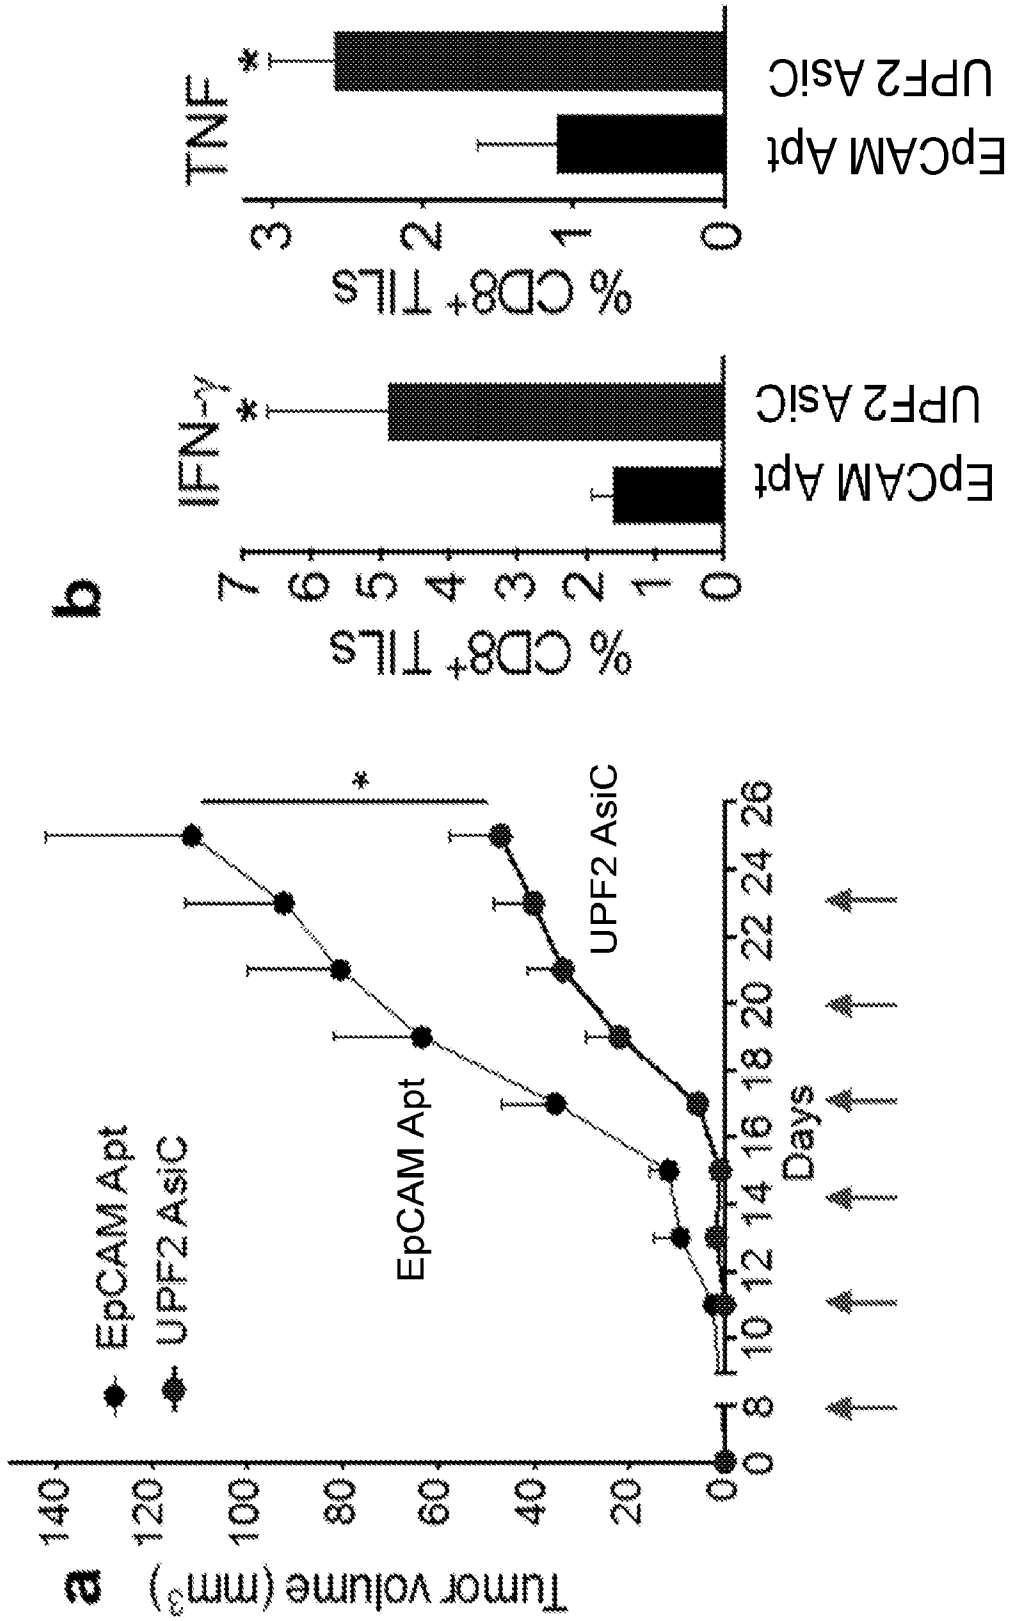 a
Tumor volume (mm³)
140
120
100
80
60
40
20
0
EpCAM Apt
UPF2 AsiC
EpCAM Apt
UPF2 AsiC
*
0 8 10 12 14 16 18 20 22 24 26
Days
b
IFN-γ
% CD8⁺ TILs
7
6
5
4
3
2
1
0
*
EpCAM Apt
UPF2 AsiC
TNF
% CD8⁺ TILs
3
2
1
0
*
EpCAM Apt
UPF2 AsiC